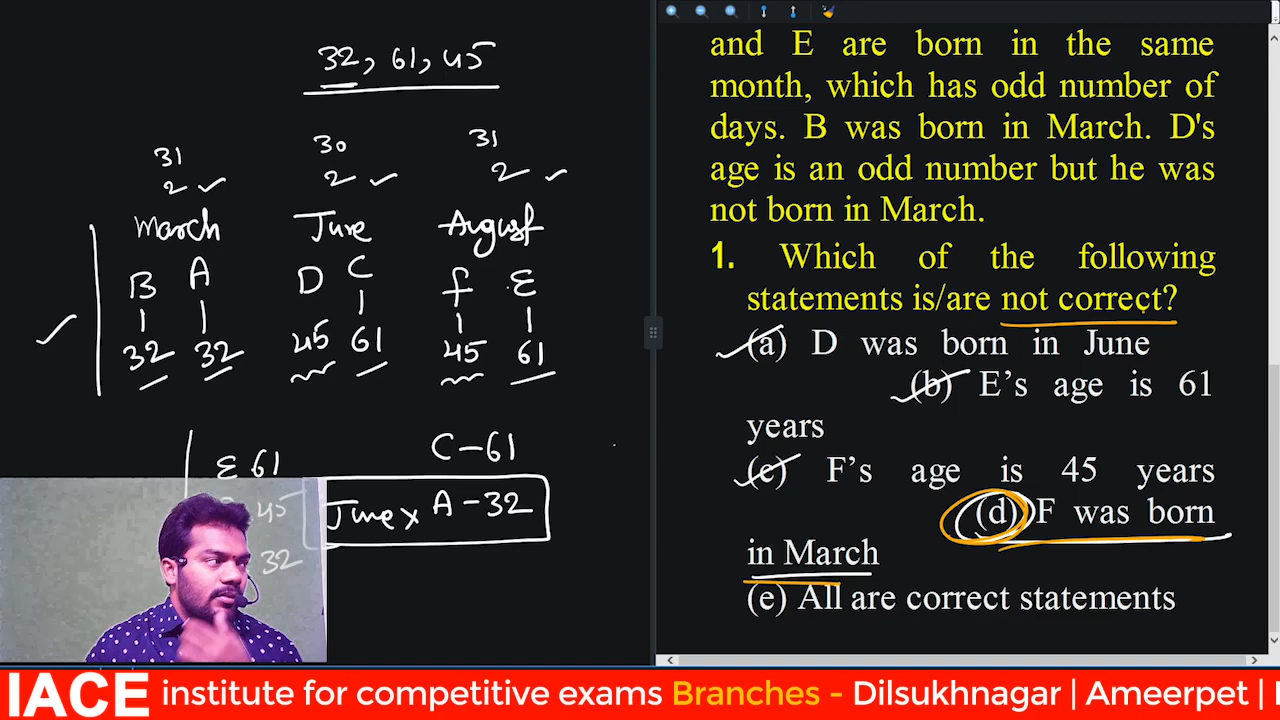 32, 61, 45
31 30 31
2 2 2
March June August
B A D C F E
32 32 45 61 45 61
C-61
E 61
June x A-32
45
32
and E are born in the same
month, which has odd number of
days. B was born in March. D's
age is an odd number but he was
not born in March.
1. Which of the following
statements is/are not correct?
(a) D was born in June
(b) E’s age is 61
years
(c) F’s age is 45 years
(d) F was born
in March
(e) All are correct statements
IACE institute for competitive exams Branches - Dilsukhnagar | Ameerpet |